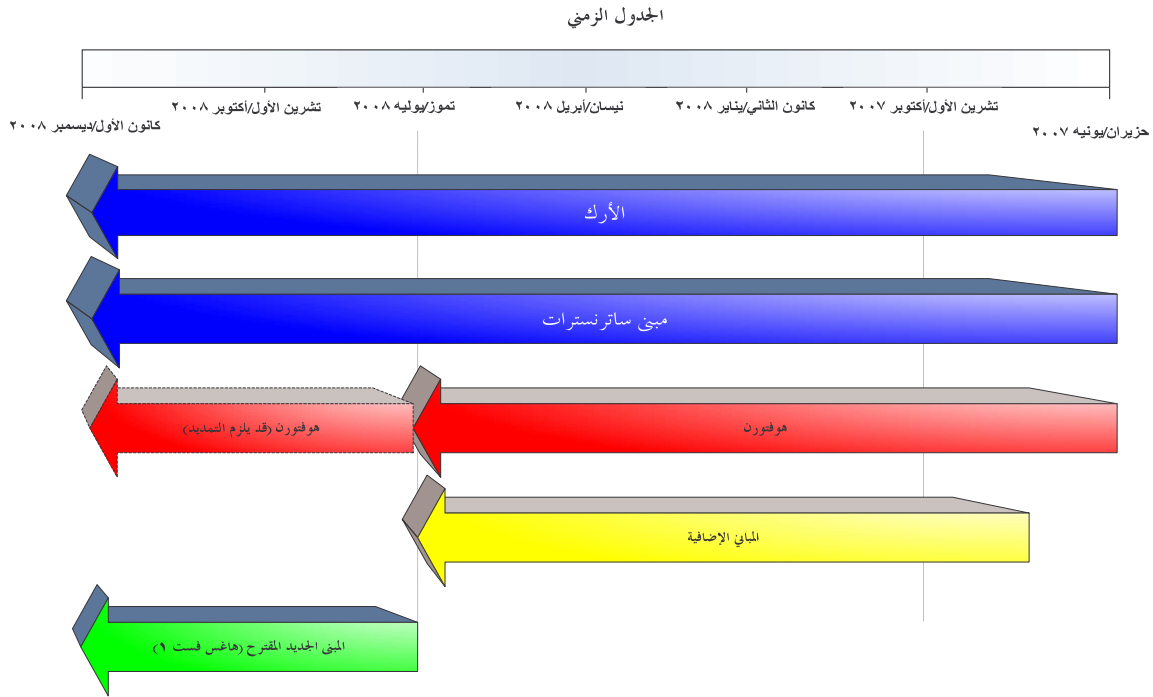 الجدول الزمني
تشرين الأول/أكتوبر ٢٠٠٧
كانون الثاني/يناير ٢٠٠٨
نيسان/أبريل ٢٠٠٨
تموز/يوليه ٢٠٠٨
تشرين الأول/أكتوبر ٢٠٠٨
حزيران/يونيه ٢٠٠٧
كانون الأول/ديسمبر ٢٠٠٨
الأرك
مبنى ساترنسترات
هوفتورن
هوفتورن (قد يلزم التمديد)
المباني الإضافية
المبنى الجديد المقترح (هاغس فست ١)